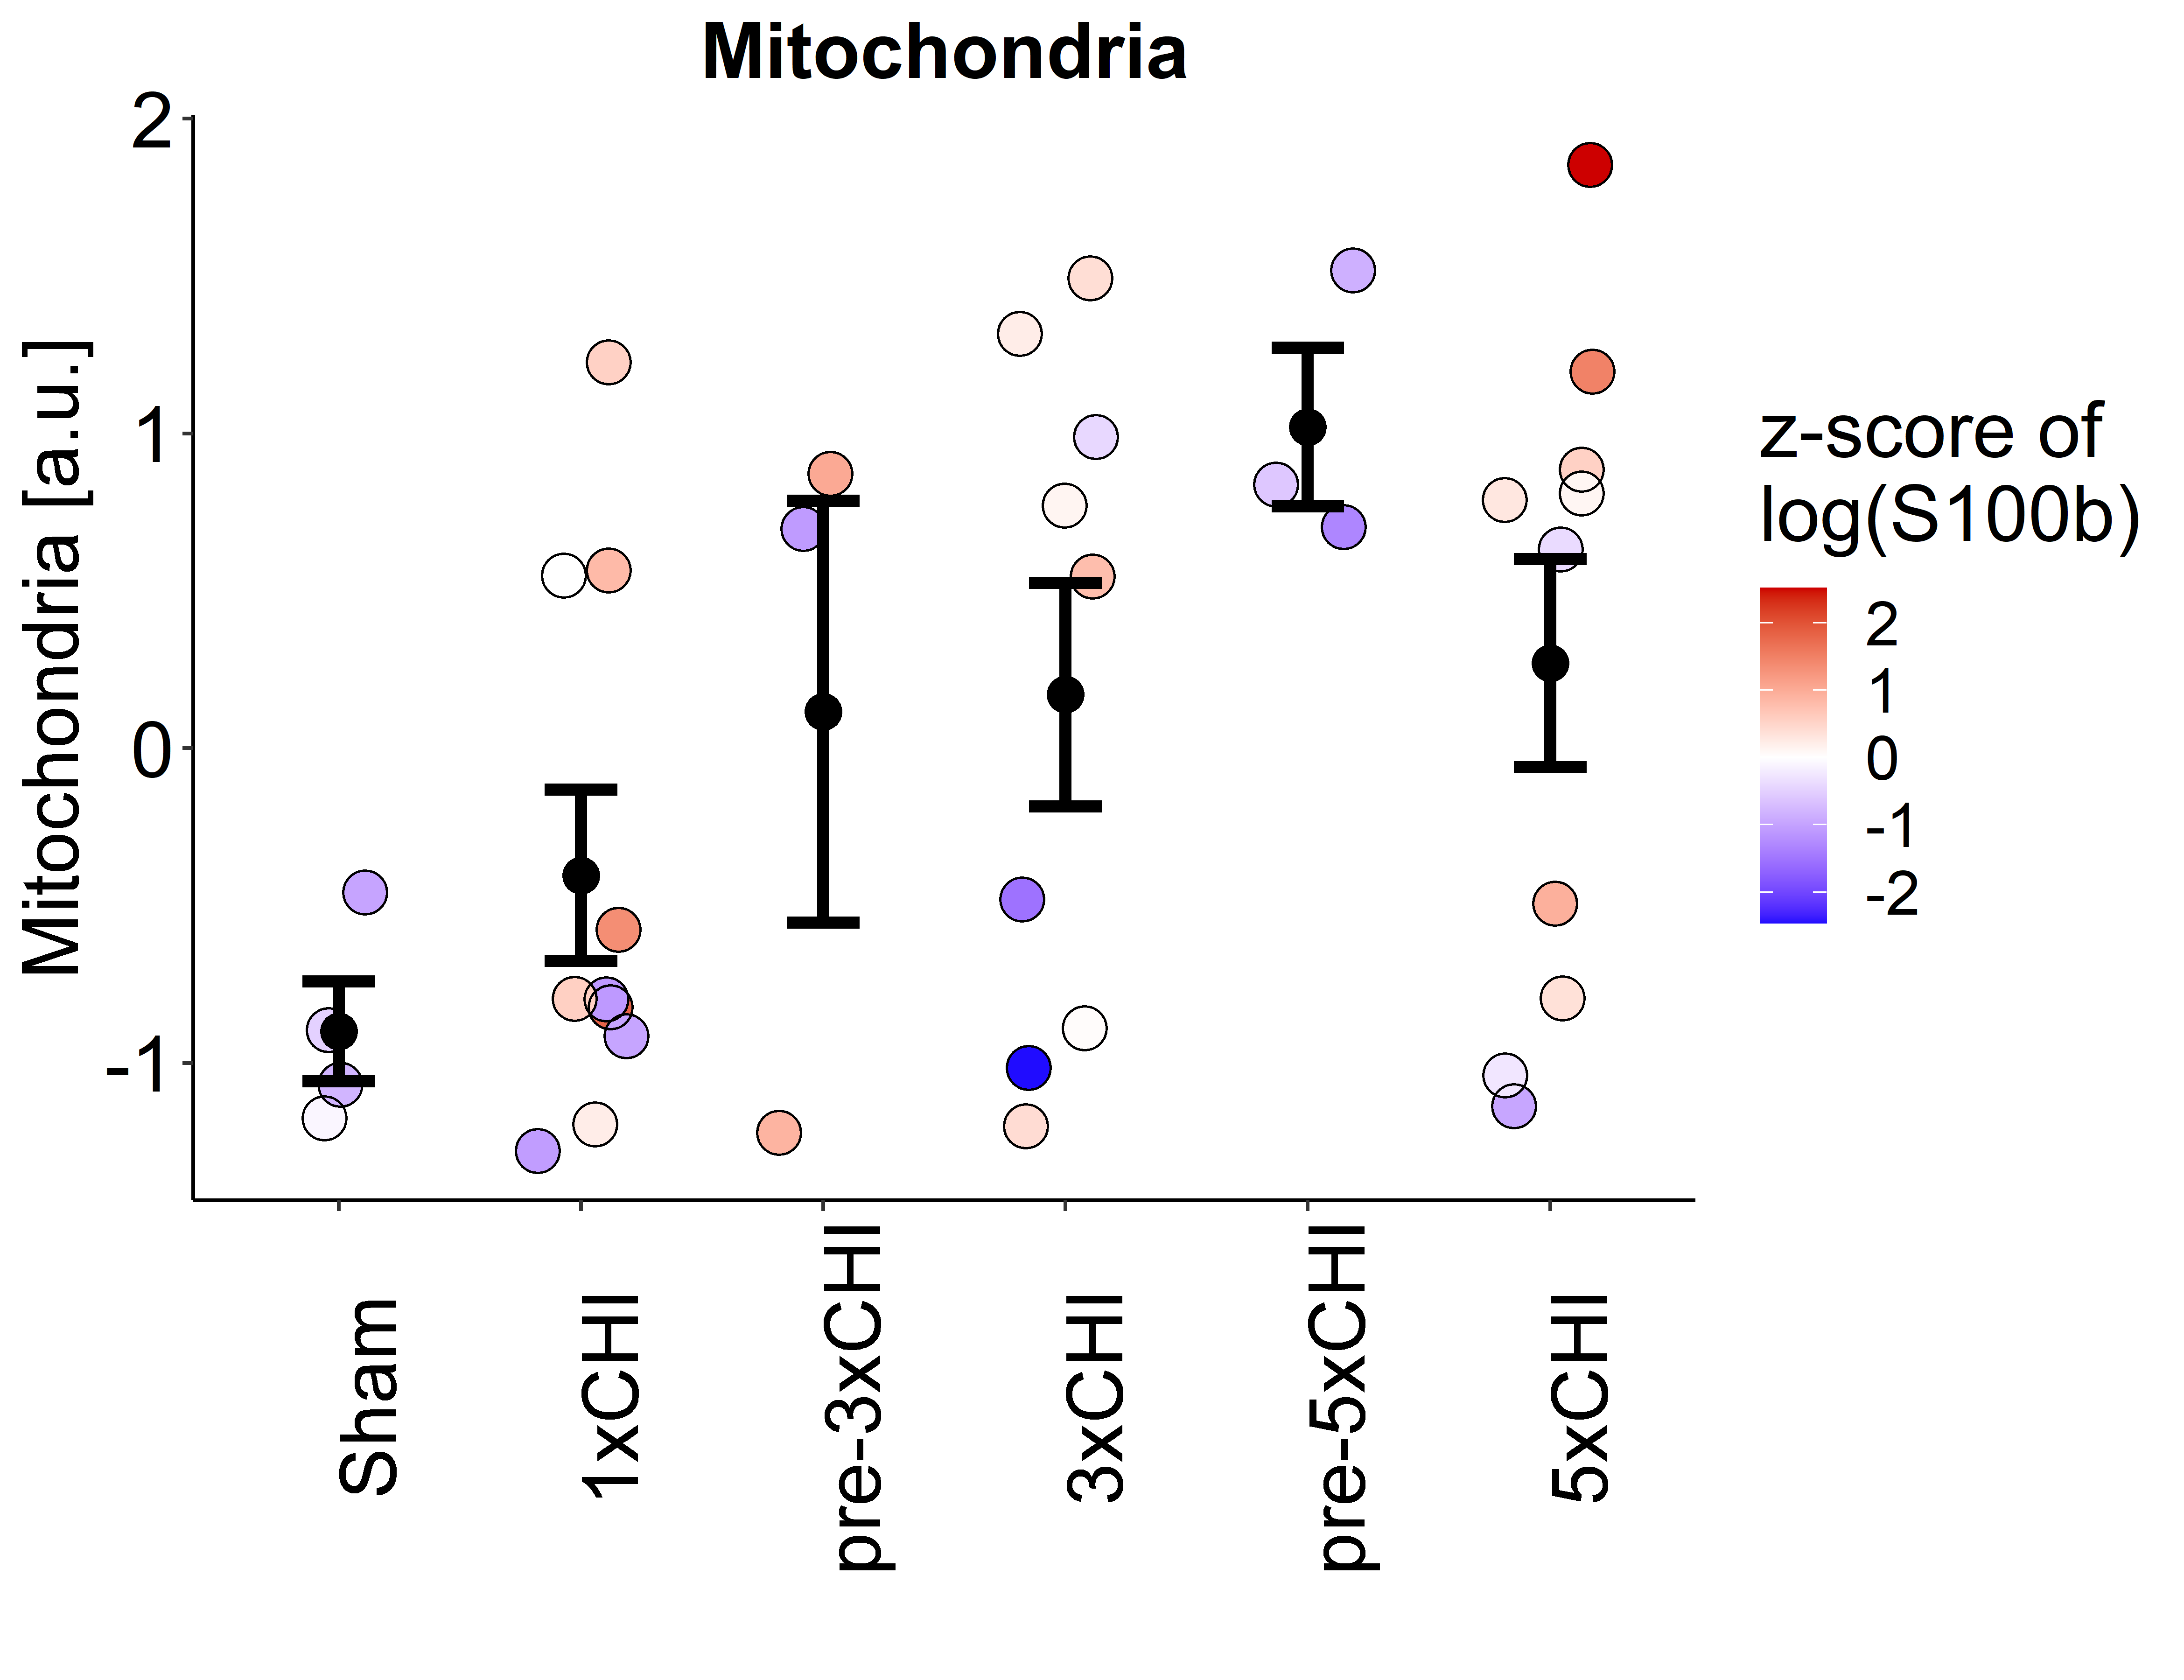 Mitochondria
Mitochondria [a.u.]
2
1
0
-1
Sham
1xCHI
pre-3xCHI
3xCHI
pre-5xCHI
5xCHI
z-score of
log(S100b)
2
1
0
-1
-2